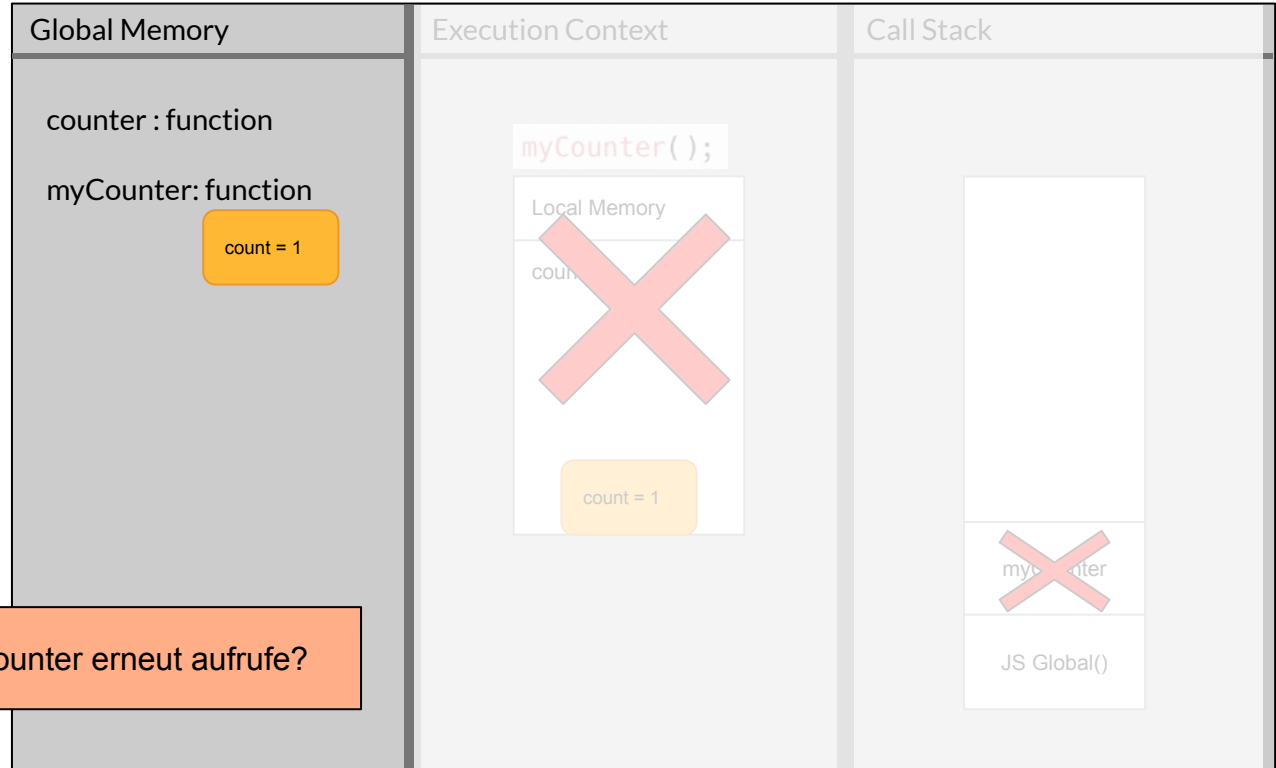 Global Memory
Execution Context
Call Stack
counter : function
myCounter: function
count = 1
myCounter();
Local Memory
count = 1
JS Global()
erneut aufrufe?